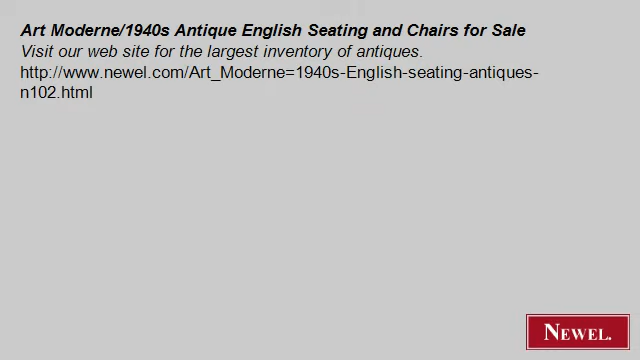 Art Moderne/1940s Antique English Seating and Chairs for Sale
Visit our web site for the largest inventory of antiques.
http://www.newel.com/Art_Moderne=1940s-English-seating-antiques-
n102.html
NEWEL.